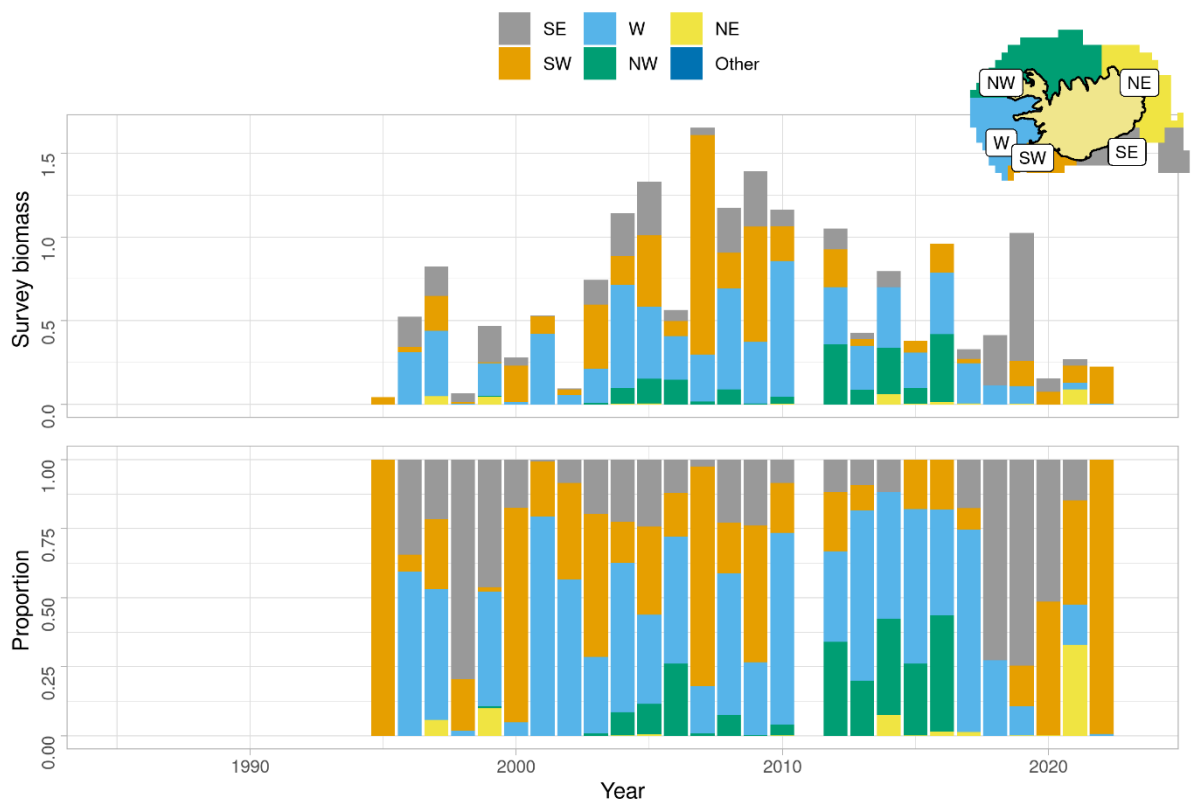 SE W NE
SW NW Other
NW NE
W SW SE
Survey biomass
1.5
1.0
0.5
0.0
Proportion
1.00
0.75
0.50
0.25
0.00
1990 2000 2010 2020
Year